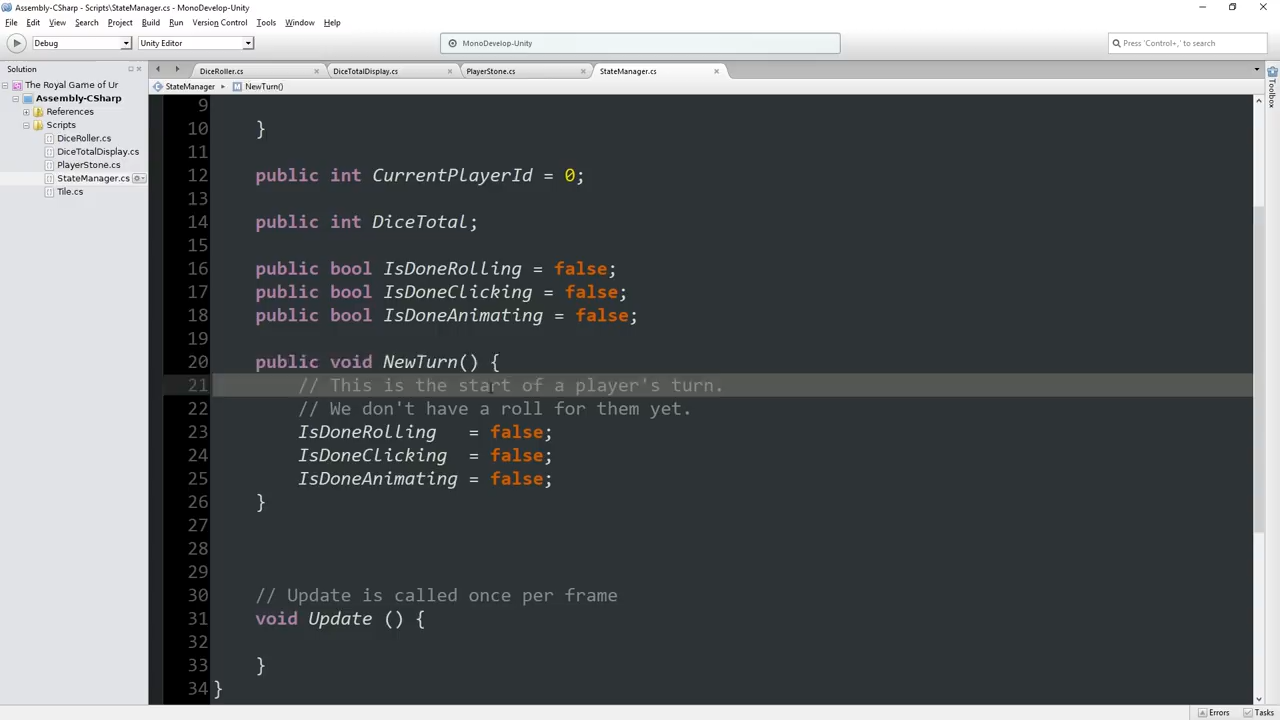 Assembly-CSharp - Scripts\StateManager.cs - MonoDevelop-Unity
File Edit View Search Project Build Run Version Control Tools Window Help
Debug Unity Editor MonoDevelop-Unity Press 'Control+,' to search
Solution
DiceRoller.cs DiceTotalDisplay.cs PlayerStone.cs StateManager.cs
The Royal Game of Ur
Assembly-CSharp
References
Scripts
DiceRoller.cs
DiceTotalDisplay.cs
PlayerStone.cs
StateManager.cs
Tile.cs
StateManager NewTurn()
9
10 }
11
12 public int CurrentPlayerId = 0;
13
14 public int DiceTotal;
15
16 public bool IsDoneRolling = false;
17 public bool IsDoneClicking = false;
18 public bool IsDoneAnimating = false;
19
20 public void NewTurn() {
21 // This is the start of a player's turn.
22 // We don't have a roll for them yet.
23 IsDoneRolling = false;
24 IsDoneClicking = false;
25 IsDoneAnimating = false;
26 }
27
28
29
30 // Update is called once per frame
31 void Update () {
32
33 }
34 }
Toolbox
Errors Tasks